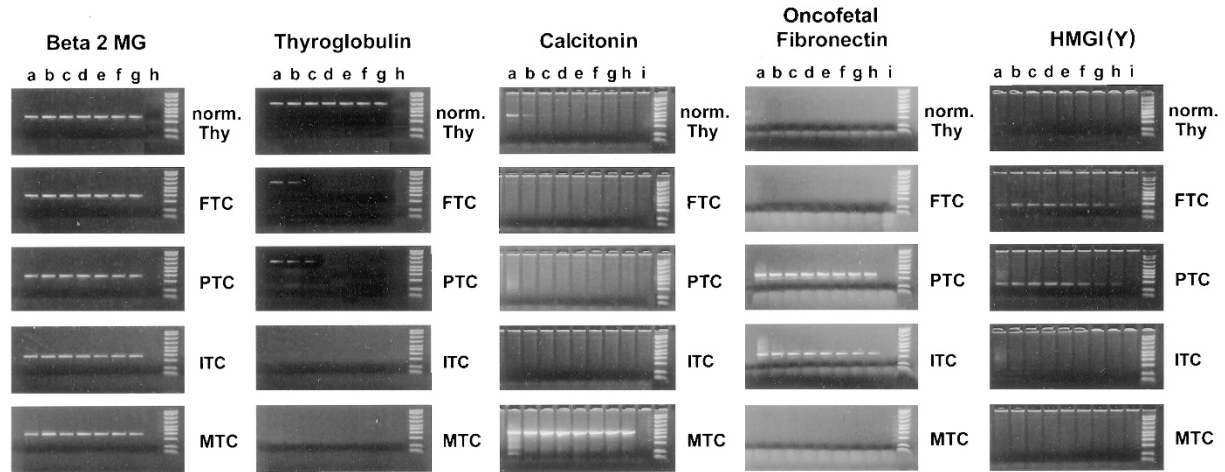 Beta 2 MG
a b c d e f g h
norm.
Thy
FTC
PTC
ITC
MTC
Thyroglobulin
a b c d e f g h
norm.
Thy
FTC
PTC
ITC
MTC
Calcitonin
a b c d e f g h i
norm.
Thy
FTC
PTC
ITC
MTC
Oncofetal
Fibronectin
a b c d e f g h i
norm.
Thy
FTC
PTC
ITC
MTC
HMGI(Y)
a b c d e f g h i
norm.
Thy
FTC
PTC
ITC
MTC